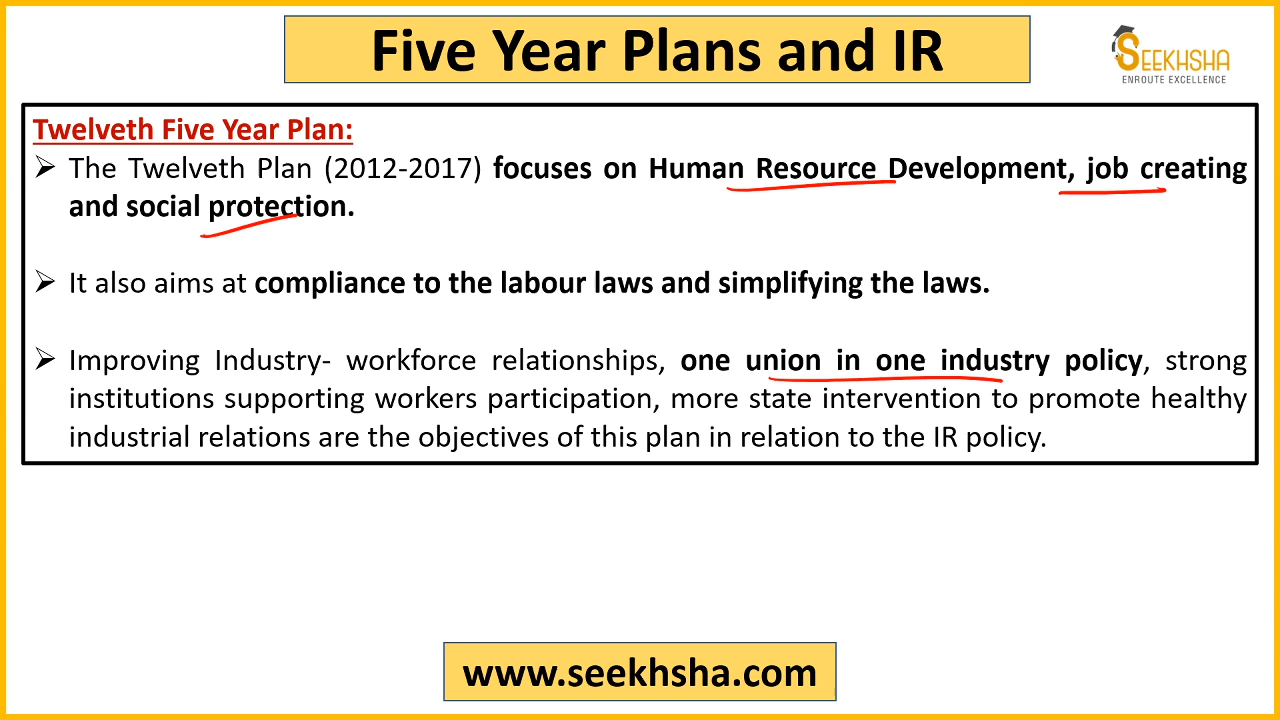 Five Year Plans and IR
SEEKHSHA
ENROUTE EXCELLENCE
Twelveth Five Year Plan:
➢ The Twelveth Plan (2012-2017) focuses on Human Resource Development, job creating
and social protection.
➢ It also aims at compliance to the labour laws and simplifying the laws.
➢ Improving Industry- workforce relationships, one union in one industry policy, strong
institutions supporting workers participation, more state intervention to promote healthy
industrial relations are the objectives of this plan in relation to the IR policy.
www.seekhsha.com